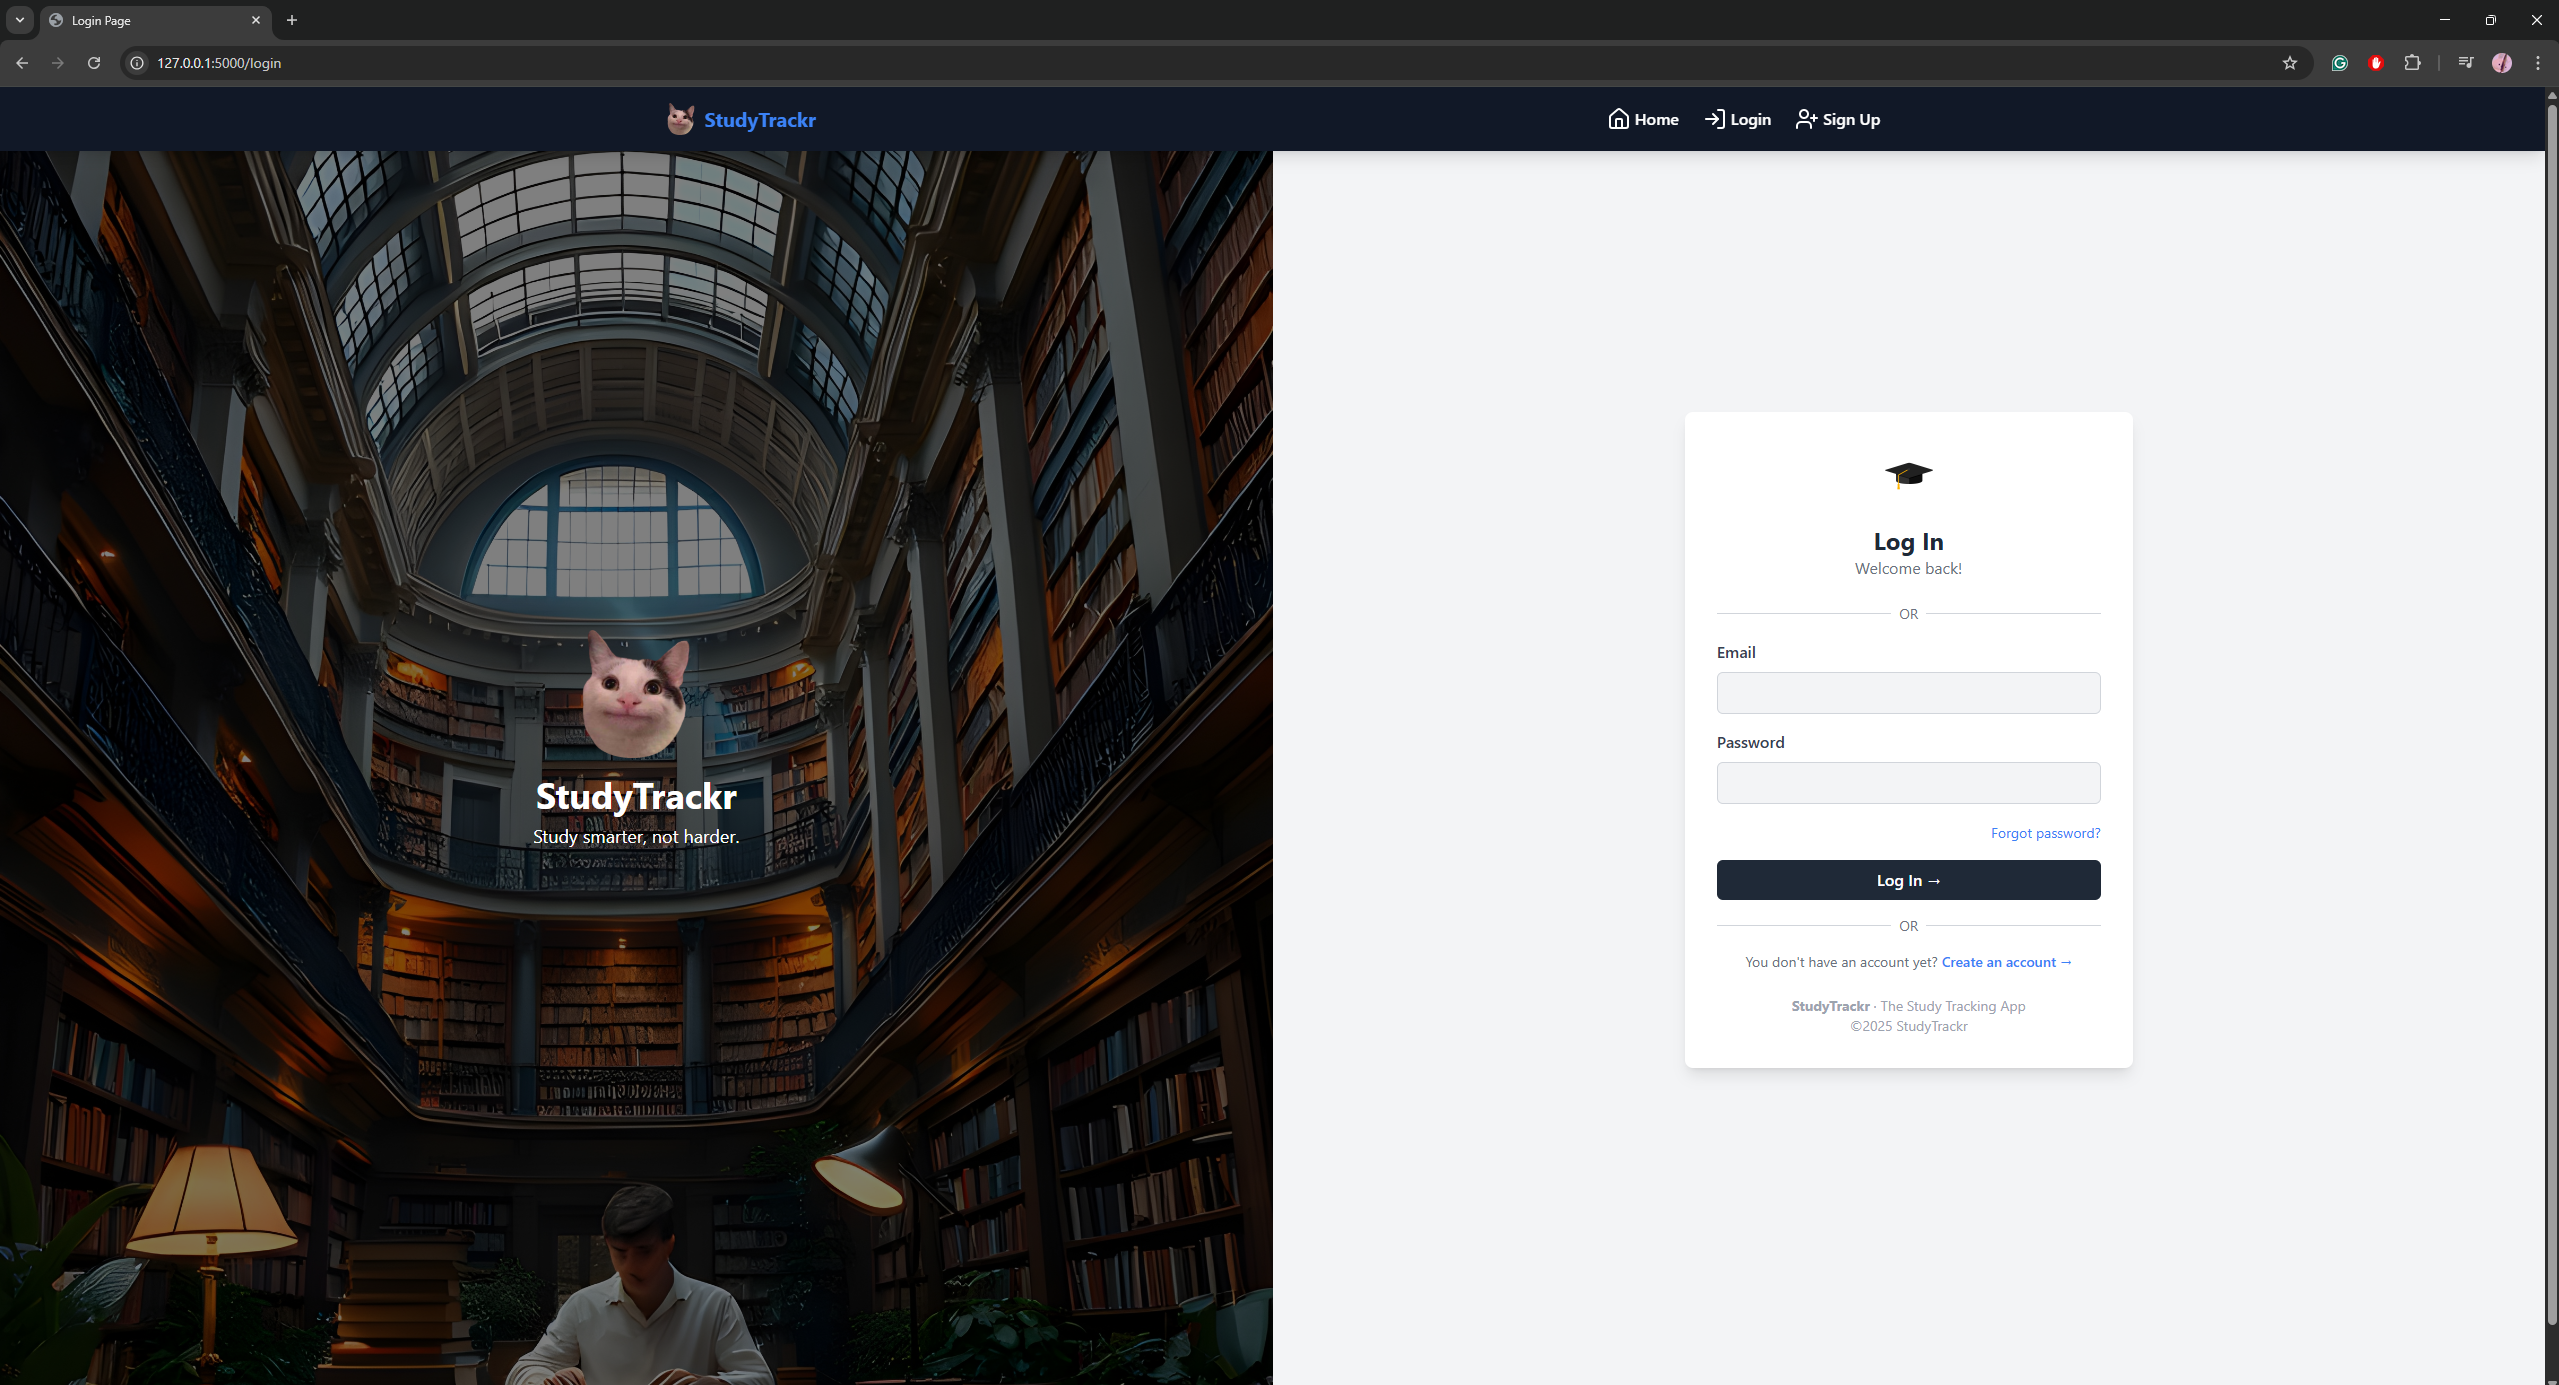 Login Page
127.0.0.1:5000/login
StudyTrackr
Home
Login
Sign Up
StudyTrackr
Study smarter, not harder.
Log In
Welcome back!
OR
Email
Password
Forgot password?
Log In →
OR
You don't have an account yet? Create an account →
StudyTrackr · The Study Tracking App
©2025 StudyTrackr